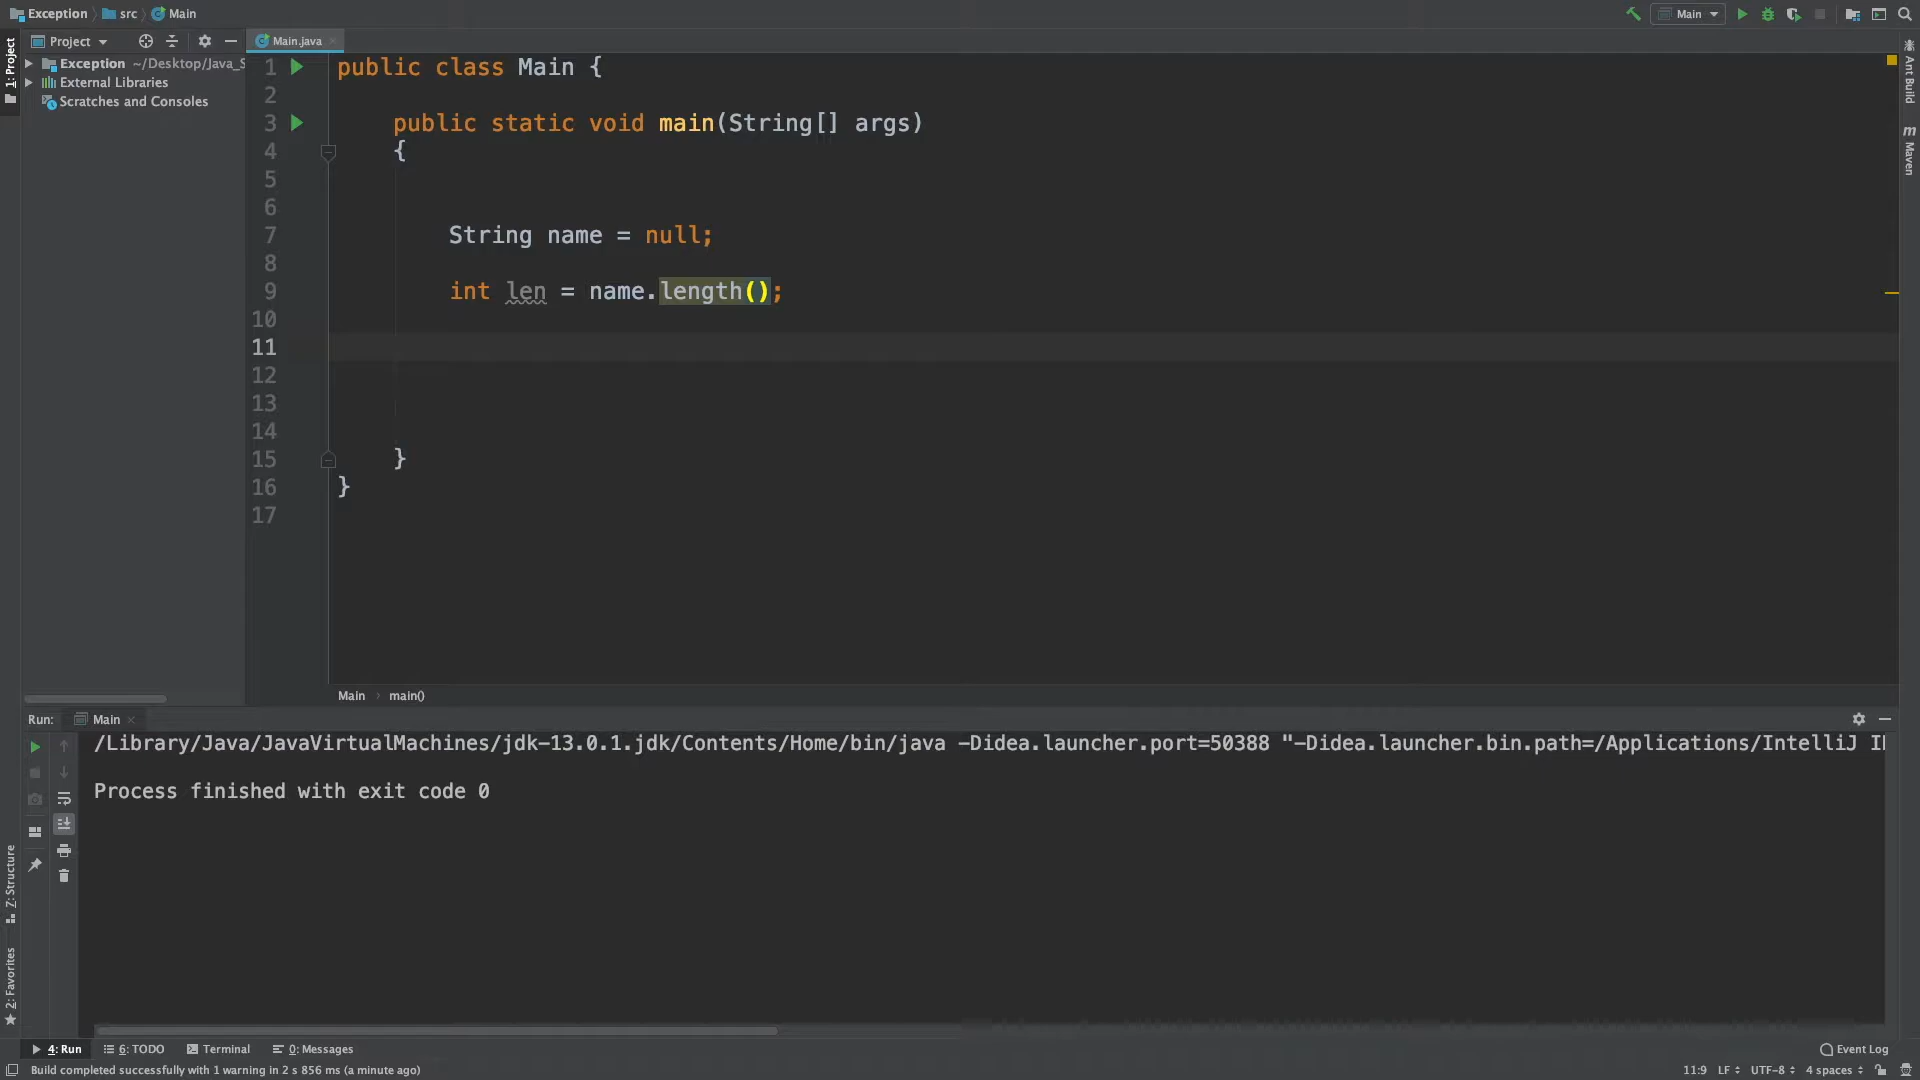 Exception src Main
Main
1: Project
Project
Main.java
Exception ~/Desktop/Java_S
External Libraries
Scratches and Consoles
1 public class Main {
2
3 public static void main(String[] args)
4 {
5
6
7 String name = null;
8
9 int len = name.length();
10
11
12
13
14
15 }
16 }
17
Ant Build
m Maven
Main main()
Run: Main
/Library/Java/JavaVirtualMachines/jdk-13.0.1.jdk/Contents/Home/bin/java -Didea.launcher.port=50388 "-Didea.launcher.bin.path=/Applications/IntelliJ I
Process finished with exit code 0
Z: Structure
2: Favorites
4: Run 6: TODO Terminal 0: Messages
Event Log
Build completed successfully with 1 warning in 2 s 856 ms (a minute ago)
11:9 LF UTF-8 4 spaces